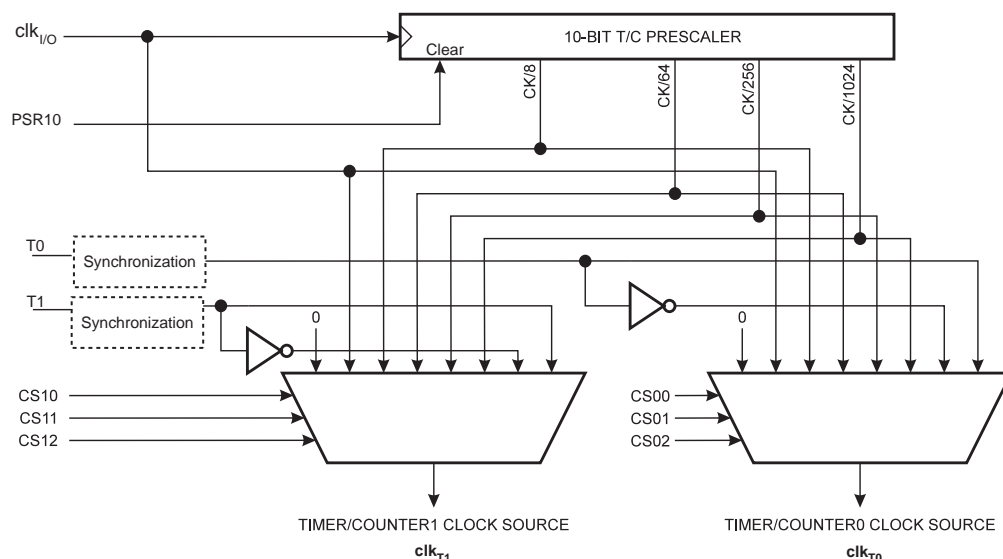 clkI/O
10-BIT T/C PRESCALER
Clear
CK/8
CK/64
CK/256
CK/1024
PSR10
T0
Synchronization
T1
Synchronization
0
0
CS10
CS11
CS12
CS00
CS01
CS02
TIMER/COUNTER1 CLOCK SOURCE
clkT1
TIMER/COUNTER0 CLOCK SOURCE
clkT0